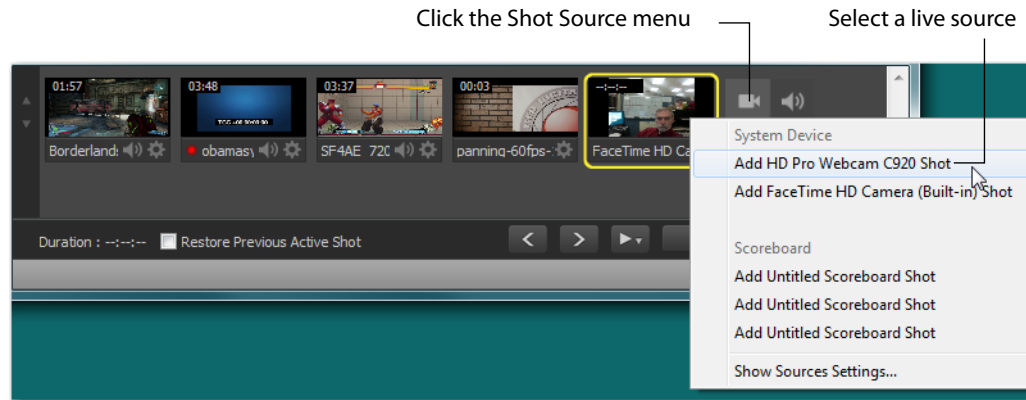 Click the Shot Source menu
Select a live source
01:57
03:48
03:37
00:03
--:--:--
Borderland:
obamas
SF4AE_720
panning-60fps-
FaceTime HD Ca
System Device
Add HD Pro Webcam C920 Shot
Add FaceTime HD Camera (Built-in) Shot
Duration : --:--:--
Restore Previous Active Shot
Scoreboard
Add Untitled Scoreboard Shot
Add Untitled Scoreboard Shot
Add Untitled Scoreboard Shot
Show Sources Settings...